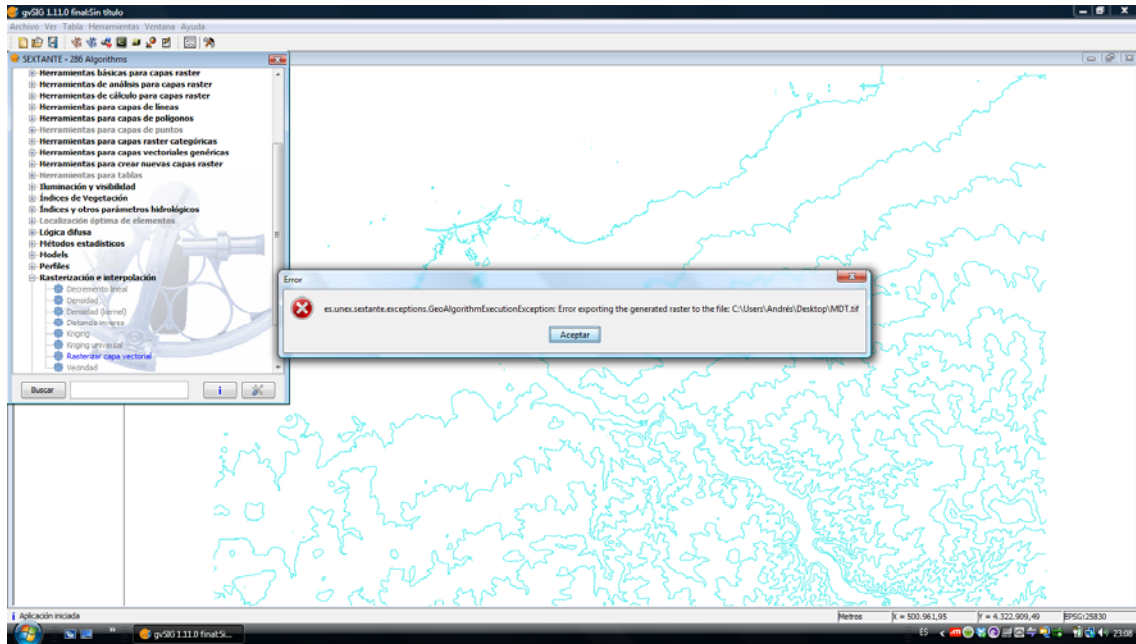 gvSIG 1.11.0 final:Sin título
Archivo Ver Tabla Herramientas Ventana Ayuda
SEXTANTE - 286 Algorithms
Herramientas básicas para capas raster
Herramientas de análisis para capas raster
Herramientas de cálculo para capas raster
Herramientas para capas de líneas
Herramientas para capas de polígonos
Herramientas para capas de puntos
Herramientas para capas raster categóricas
Herramientas para capas vectoriales genéricas
Herramientas para crear nuevas capas raster
Herramientas para tablas
Iluminación y visibilidad
Índices de Vegetación
Índices y otros parámetros hidrológicos
Localización óptima de elementos
Lógica difusa
Métodos estadísticos
Models
Perfiles
Rasterización e interpolación
Decremento lineal
Densidad
Densidad (kernel)
Distancia inversa
Kriging
Kriging universal
Rasterizar capa vectorial
Vecindad
Buscar
i
Error
es.unex.sextante.exceptions.GeoAlgorithmExecutionException: Error exporting the generated raster to the file: C:\Users\Andrés\Desktop\MDT.tif
Aceptar
Aplicación iniciada
Metros
X = 500.961,95
Y = 4.322.909,49
EPSG:25830
gvSIG 1.11.0 final:Si...
ES
23:08